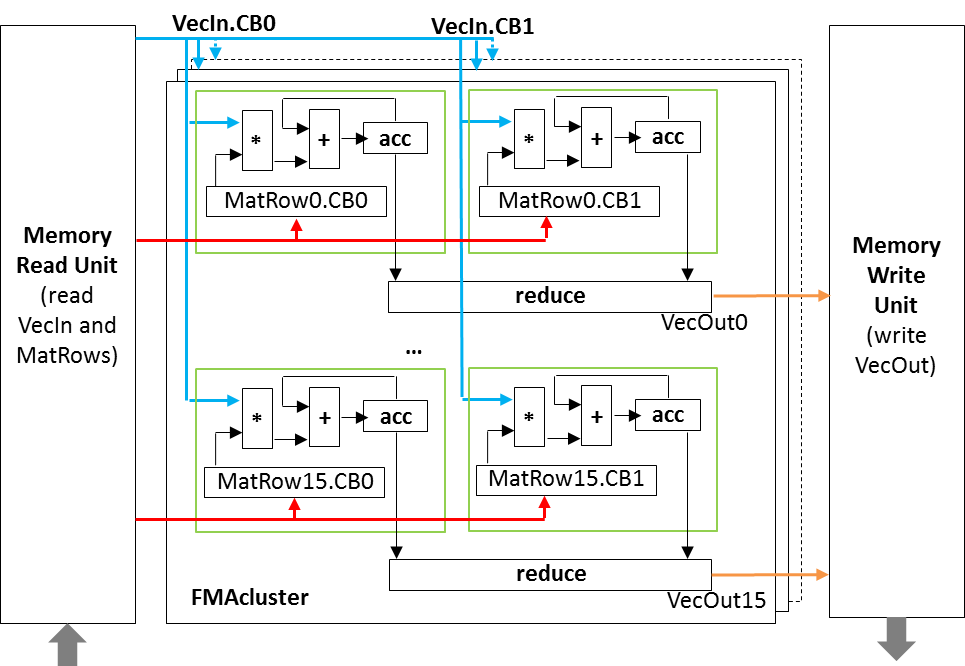 VecIn.CB0
VecIn.CB1
Memory
Read Unit
(read
VecIn and
MatRows)
*
+
acc
MatRow0.CB0
*
+
acc
MatRow0.CB1
reduce
VecOut0
...
*
+
acc
MatRow15.CB0
*
+
acc
MatRow15.CB1
reduce
VecOut15
FMAcluster
Memory
Write
Unit
(write
VecOut)